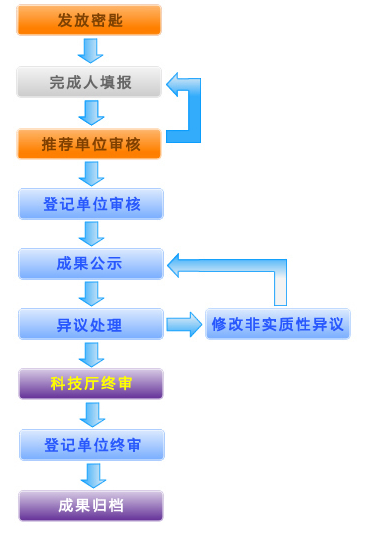 发放密匙
完成人填报
推荐单位审核
登记单位审核
成果公示
异议处理
修改非实质性异议
科技厅终审
登记单位终审
成果归档